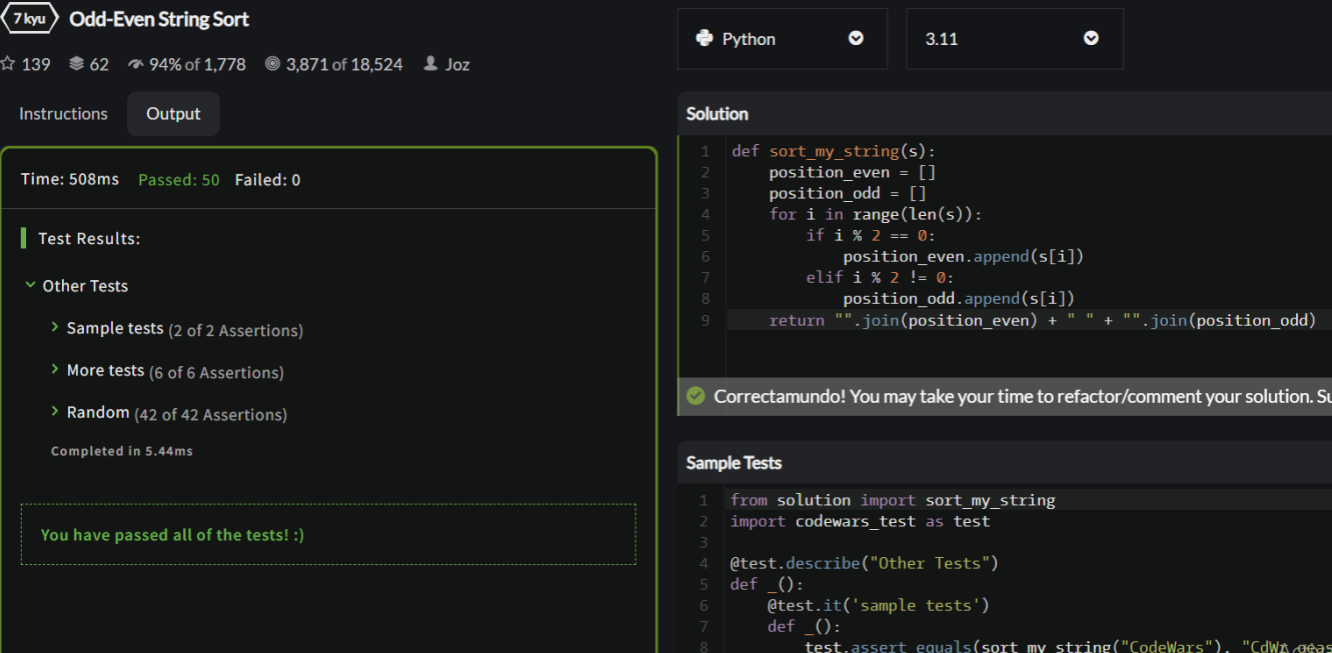 7 kyu Odd-Even String Sort
139 62 94% of 1,778 3,871 of 18,524 Joz
Instructions Output
Time: 508ms Passed: 50 Failed: 0
Test Results:
Other Tests
Sample tests (2 of 2 Assertions)
More tests (6 of 6 Assertions)
Random (42 of 42 Assertions)
Completed in 5.44ms
You have passed all of the tests! :)
Python 3.11
Solution
1 def sort_my_string(s):
2     position_even = []
3     position_odd = []
4     for i in range(len(s)):
5         if i % 2 == 0:
6             position_even.append(s[i])
7         elif i % 2 != 0:
8             position_odd.append(s[i])
9     return "".join(position_even) + " " + "".join(position_odd)
Correctamundo! You may take your time to refactor/comment your solution. Su
Sample Tests
1 from solution import sort_my_string
2 import codewars_test as test
3
4 @test.describe("Other Tests")
5 def _():
6     @test.it('sample tests')
7     def _():
8         test.assert_equals(sort_my_string("CodeWars"), "CdWr